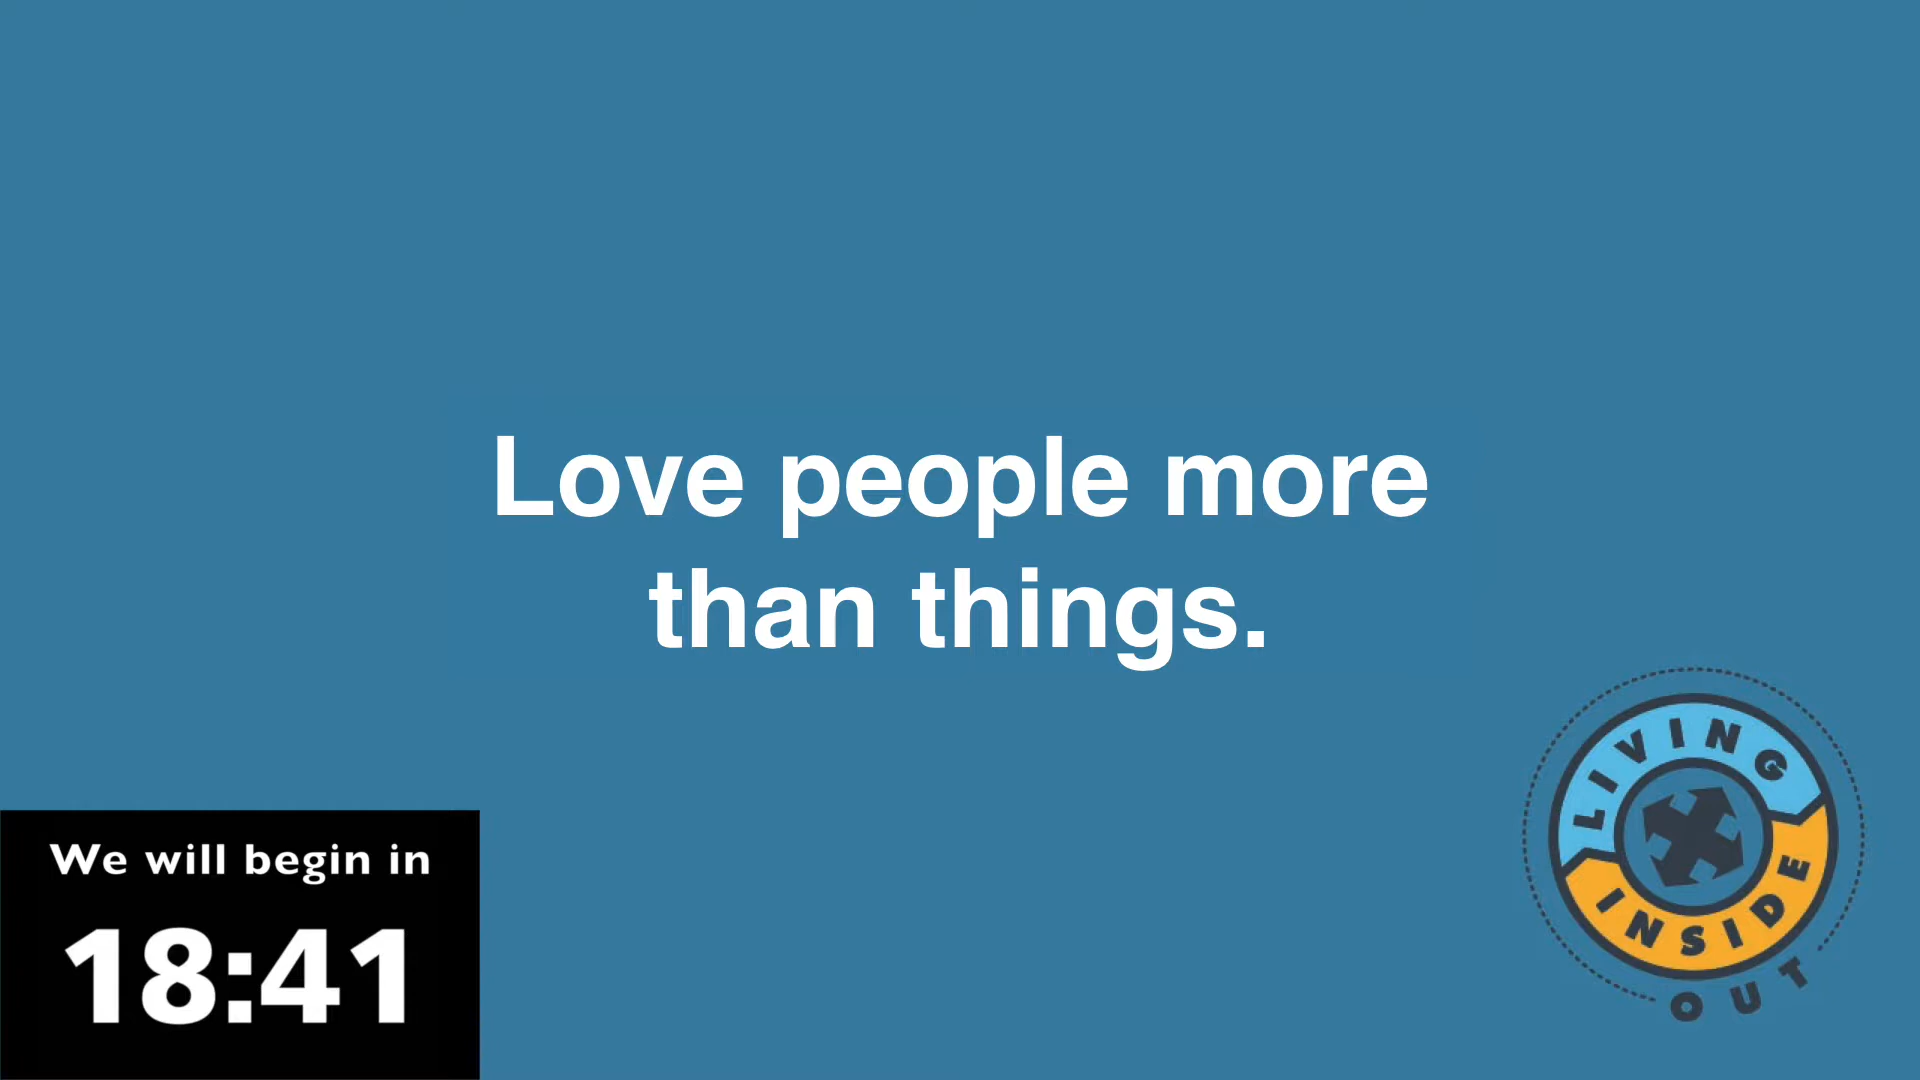 Love people more
than things.
LIVING
INSIDE
OUT
We will begin in
18:41